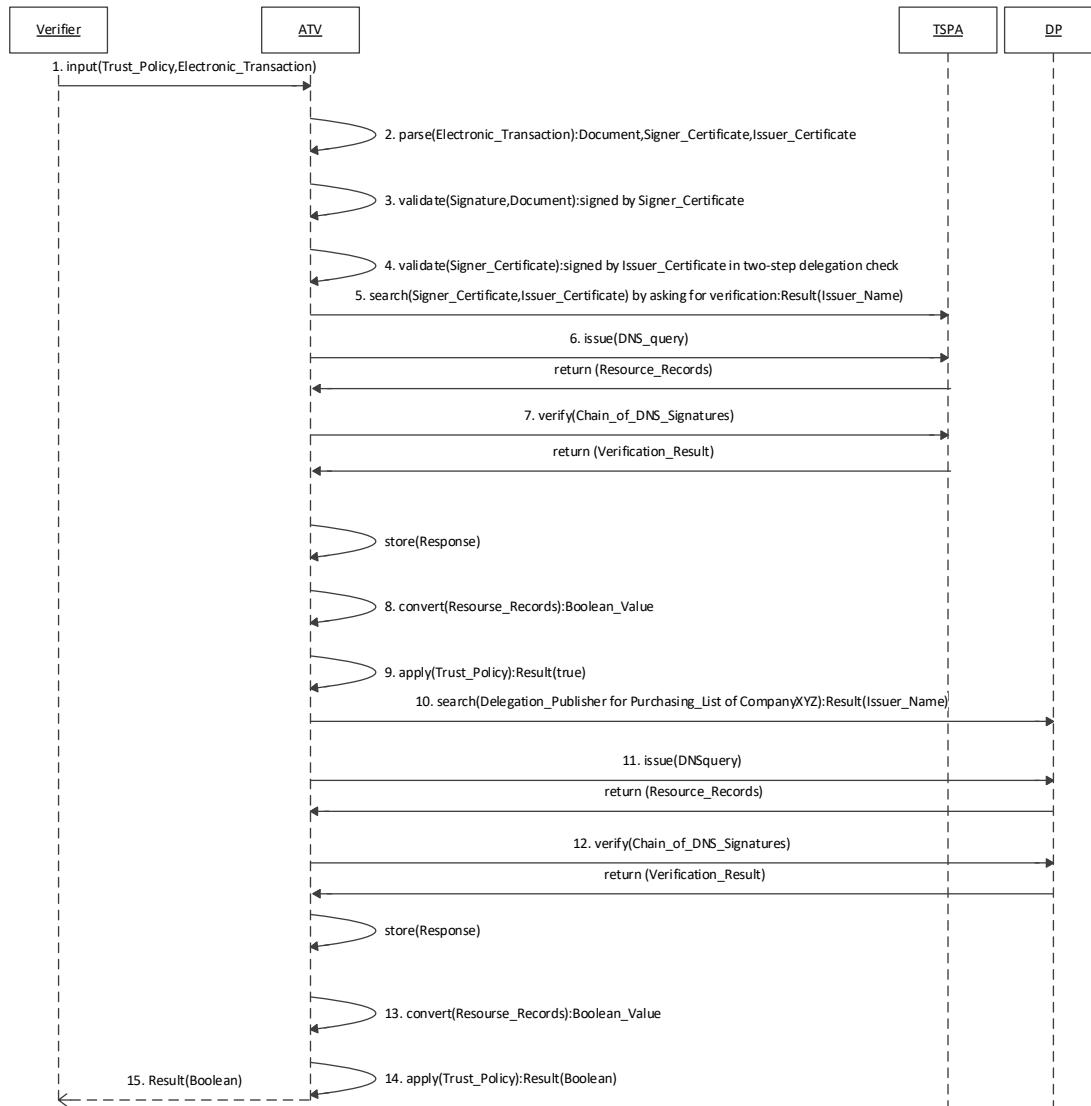 Verifier
ATV
TSPA
DP
1. input(Trust_Policy,Electronic_Transaction)
2. parse(Electronic_Transaction):Document,Signer_Certificate,Issuer_Certificate
3. validate(Signature,Document):signed by Signer_Certificate
4. validate(Signer_Certificate):signed by Issuer_Certificate in two-step delegation check
5. search(Signer_Certificate,Issuer_Certificate) by asking for verification:Result(Issuer_Name)
6. issue(DNS_query)
return (Resource_Records)
7. verify(Chain_of_DNS_Signatures)
return (Verification_Result)
store(Response)
8. convert(Resourse_Records):Boolean_Value
9. apply(Trust_Policy):Result(true)
10. search(Delegation_Publisher for Purchasing_List of CompanyXYZ):Result(Issuer_Name)
11. issue(DNSquery)
return (Resource_Records)
12. verify(Chain_of_DNS_Signatures)
return (Verification_Result)
store(Response)
13. convert(Resourse_Records):Boolean_Value
14. apply(Trust_Policy):Result(Boolean)
15. Result(Boolean)